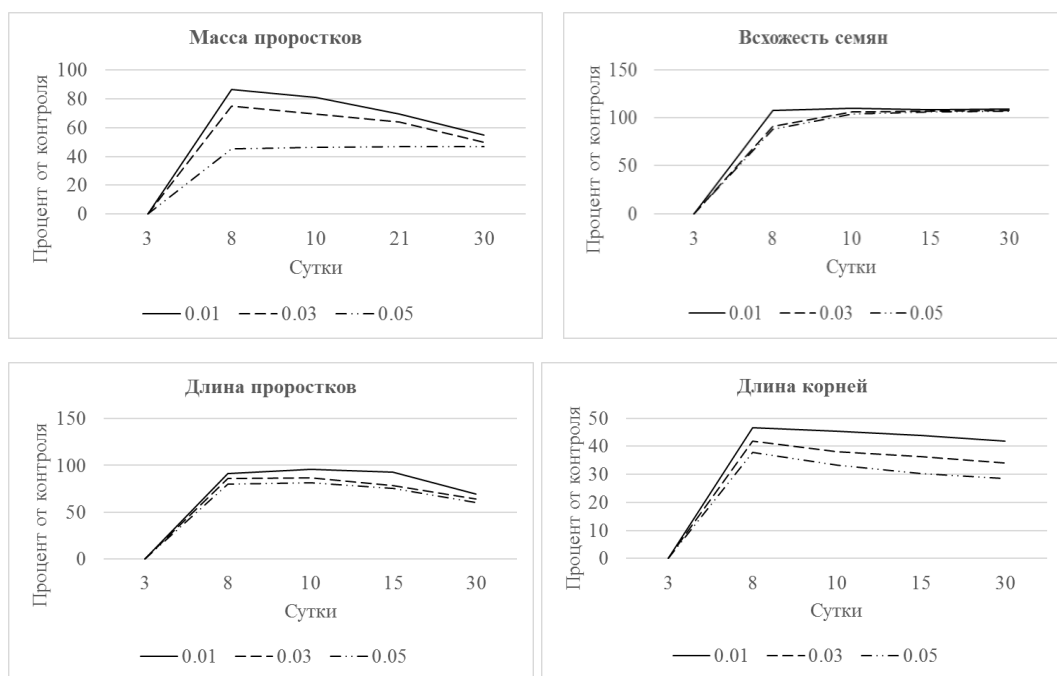 Масса проростков
Процент от контроля
100
80
60
40
20
0
3 8 10 21 30
Сутки
0.01 0.03 0.05
Всхожесть семян
Процент от контроля
150
100
50
0
3 8 10 15 30
Сутки
0.01 0.03 0.05
Длина проростков
Процент от контроля
150
100
50
0
3 8 10 15 30
Сутки
0.01 0.03 0.05
Длина корней
Процент от контроля
50
40
30
20
10
0
3 8 10 15 30
Сутки
0.01 0.03 0.05